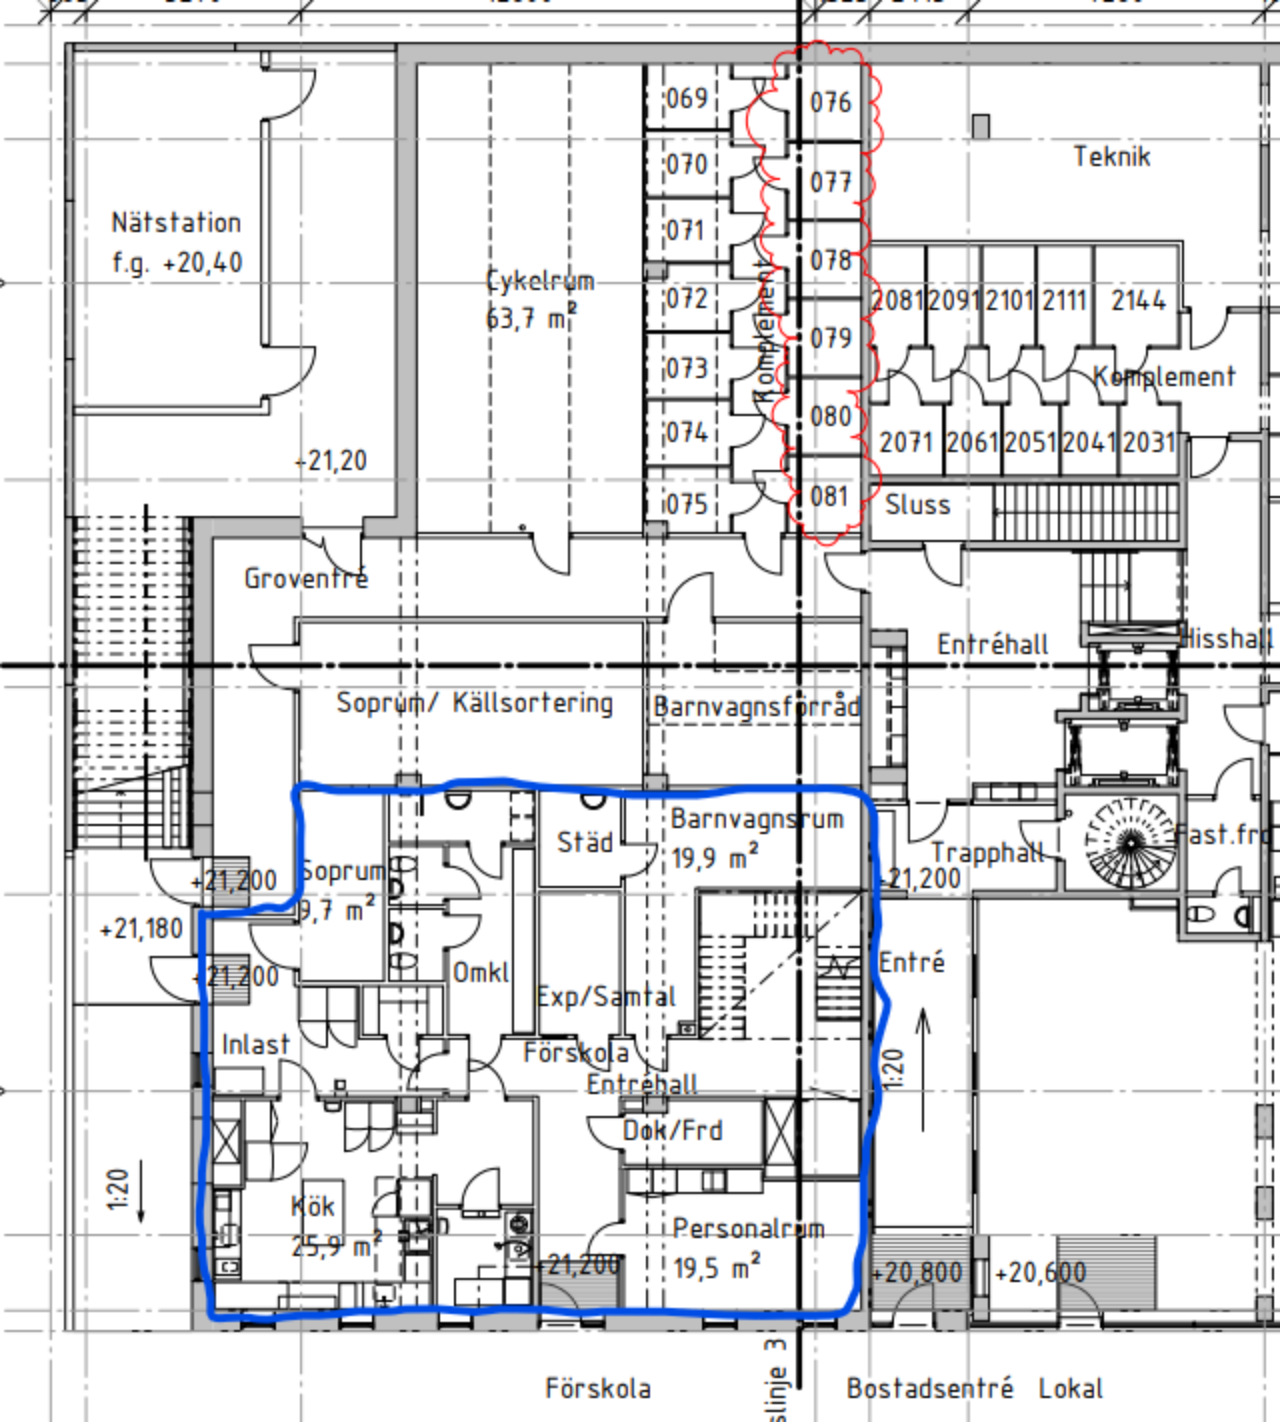 069
076
070
Teknik
077
Nätstation
f.g. +20,40
071
078
Cykelrum
63,7 m²
072
2081
2091
2101
2111
2144
Komplement
079
073
Komplement
080
074
2071
2061
2051
2041
2031
+21,20
075
081
Sluss
Groventré
Entréhall
Hisshall
Soprum/ Källsortering
Barnvagnsförråd
Barnvagnsrum
19,9 m²
Städ
Trapphall
Fast.frd
Soprum
9,7 m²
+21,200
+21,200
+21,180
+21,200
Omkl
Entré
Exp/Samtal
Inlast
Förskola
Entréhall
1:20
Dok/Frd
1:20
Kök
25,9 m²
Personalrum
19,5 m²
+21,200
+20,800
+20,600
slinje 3
Förskola
Bostadsentré
Lokal